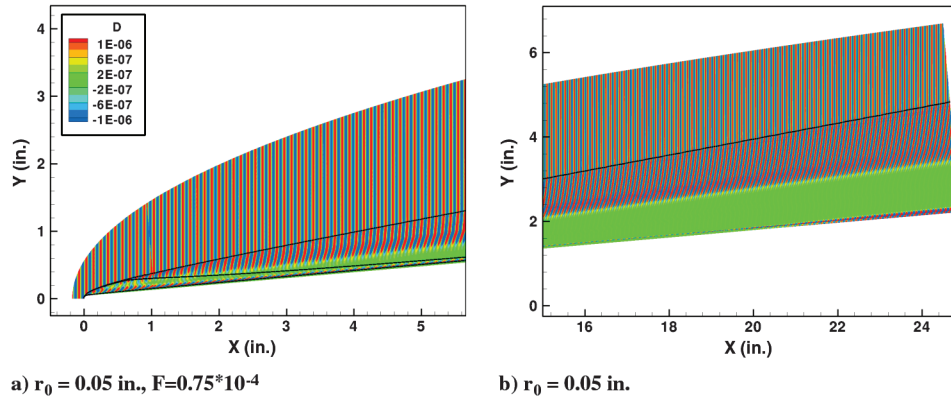 4
3
2
1
0
Y (in.)
D
1E-06
6E-07
2E-07
-2E-07
-6E-07
-1E-06
0 1 2 3 4 5
X (in.)
6
4
2
0
Y (in.)
16 18 20 22 24
X (in.)
a) r₀ = 0.05 in., F=0.75*10⁻⁴
b) r₀ = 0.05 in.